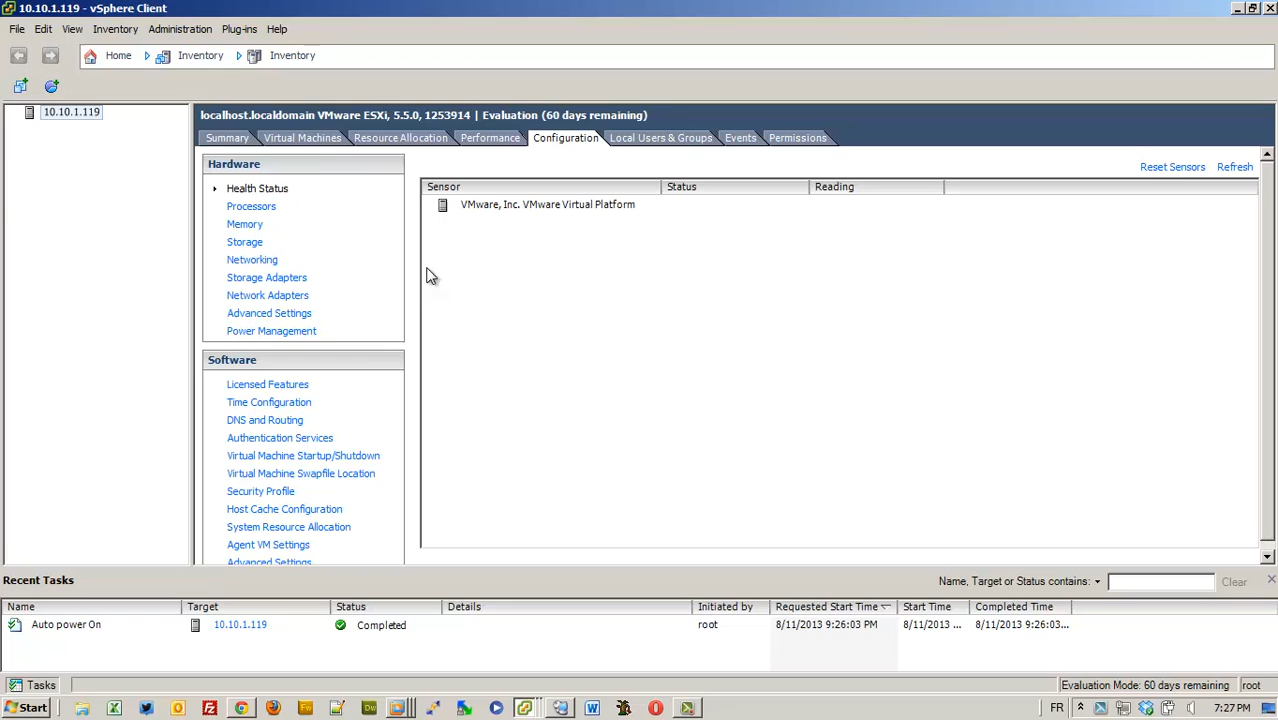 10.10.1.119 - vSphere Client
File Edit View Inventory Administration Plug-ins Help
Home Inventory Inventory
10.10.1.119
localhost.localdomain VMware ESXi, 5.5.0, 1253914 | Evaluation (60 days remaining)
Summary Virtual Machines Resource Allocation Performance Configuration Local Users & Groups Events Permissions
Hardware
Health Status
Processors
Memory
Storage
Networking
Storage Adapters
Network Adapters
Advanced Settings
Power Management
Software
Licensed Features
Time Configuration
DNS and Routing
Authentication Services
Virtual Machine Startup/Shutdown
Virtual Machine Swapfile Location
Security Profile
Host Cache Configuration
System Resource Allocation
Agent VM Settings
Advanced Settings
Reset Sensors Refresh
Sensor Status Reading
VMware, Inc. VMware Virtual Platform
Recent Tasks
Name, Target or Status contains: Clear
Name Target Status Details Initiated by Requested Start Time Start Time Completed Time
Auto power On 10.10.1.119 Completed root 8/11/2013 9:26:03 PM 8/11/2013 ... 8/11/2013 9:26:03...
Tasks Evaluation Mode: 60 days remaining root
Start FR 7:27 PM